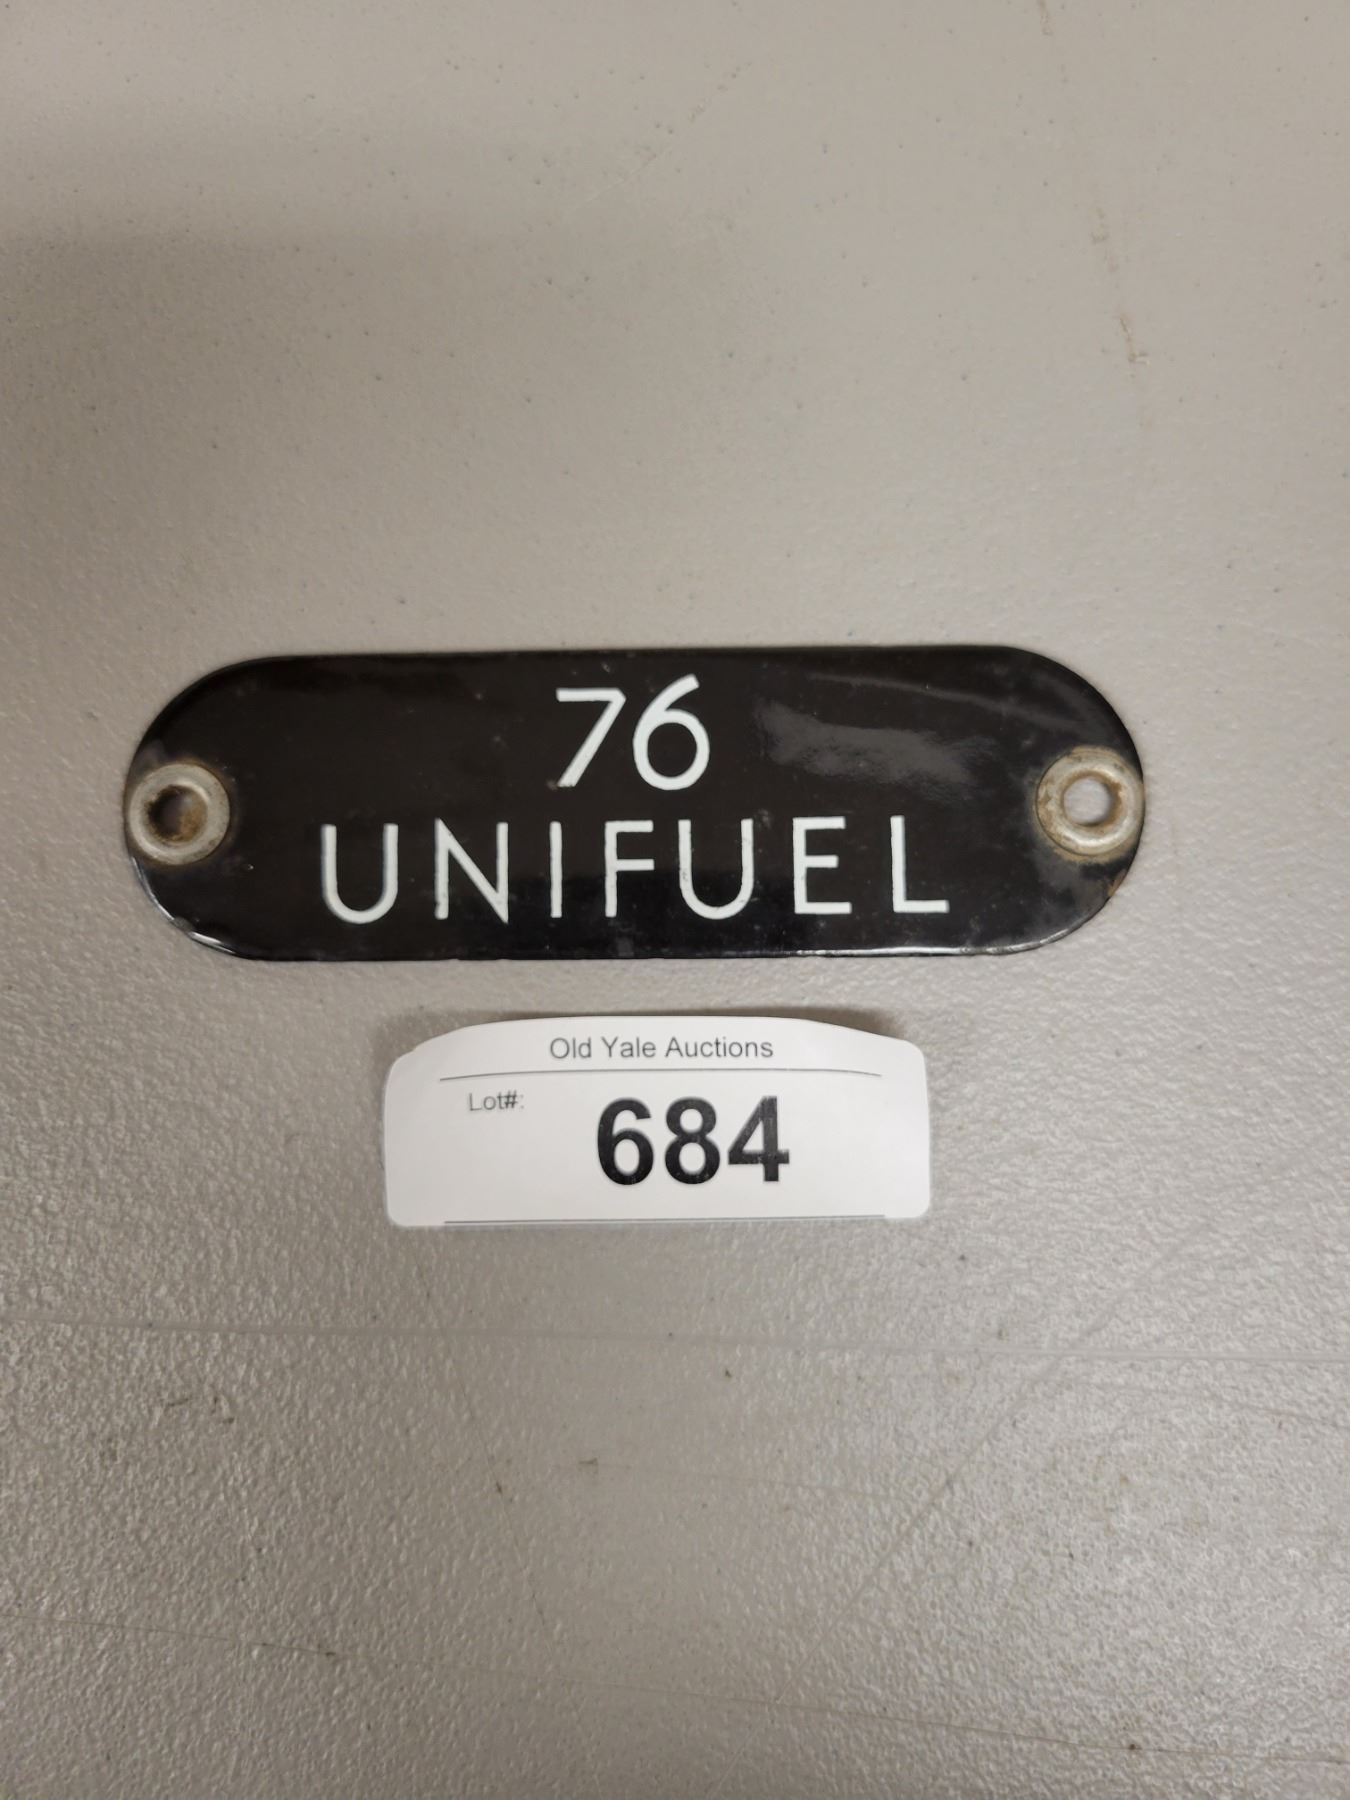 76
UNIFUEL
Old Yale Auctions
Lot#:
684